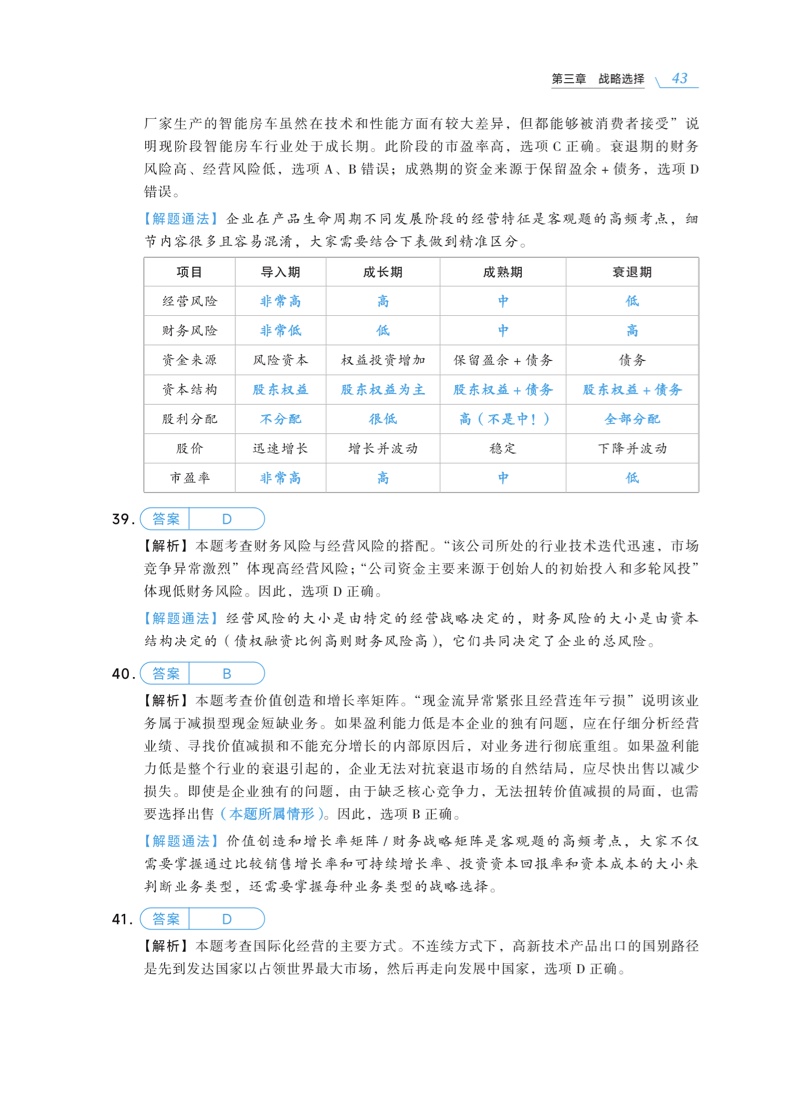 第三章 战略选择 43
厂家生产的智能房车虽然在技术和性能方面有较大差异，但都能够被消费者接受”说
明现阶段智能房车行业处于成长期。此阶段的市盈率高，选项 C 正确。衰退期的财务
风险高、经营风险低，选项 A、B 错误；成熟期的资金来源于保留盈余 + 债务，选项 D
错误。
【解题通法】企业在产品生命周期不同发展阶段的经营特征是客观题的高频考点，细
节内容很多且容易混淆，大家需要结合下表做到精准区分。
项目 导入期 成长期 成熟期 衰退期
经营风险 非常高 高 中 低
财务风险 非常低 低 中 高
资金来源 风险资本 权益投资增加 保留盈余 + 债务 债务
资本结构 股东权益 股东权益为主 股东权益 + 债务 股东权益 + 债务
股利分配 不分配 很低 高（不是中！） 全部分配
股价 迅速增长 增长并波动 稳定 下降并波动
市盈率 非常高 高 中 低
39. 答案 D
【解析】本题考查财务风险与经营风险的搭配。“该公司所处的行业技术迭代迅速，市场
竞争异常激烈”体现高经营风险；“公司资金主要来源于创始人的初始投入和多轮风投”
体现低财务风险。因此，选项 D 正确。
【解题通法】经营风险的大小是由特定的经营战略决定的，财务风险的大小是由资本
结构决定的（债权融资比例高则财务风险高），它们共同决定了企业的总风险。
40. 答案 B
【解析】本题考查价值创造和增长率矩阵。“现金流异常紧张且经营连年亏损”说明该业
务属于减损型现金短缺业务。如果盈利能力低是本企业的独有问题，应在仔细分析经营
业绩、寻找价值减损和不能充分增长的内部原因后，对业务进行彻底重组。如果盈利能
力低是整个行业的衰退引起的，企业无法对抗衰退市场的自然结局，应尽快出售以减少
损失。即使是企业独有的问题，由于缺乏核心竞争力，无法扭转价值减损的局面，也需
要选择出售（本题所属情形）。因此，选项 B 正确。
【解题通法】价值创造和增长率矩阵 / 财务战略矩阵是客观题的高频考点，大家不仅
需要掌握通过比较销售增长率和可持续增长率、投资资本回报率和资本成本的大小来
判断业务类型，还需要掌握每种业务类型的战略选择。
41. 答案 D
【解析】本题考查国际化经营的主要方式。不连续方式下，高新技术产品出口的国别路径
是先到发达国家以占领世界最大市场，然后再走向发展中国家，选项 D 正确。